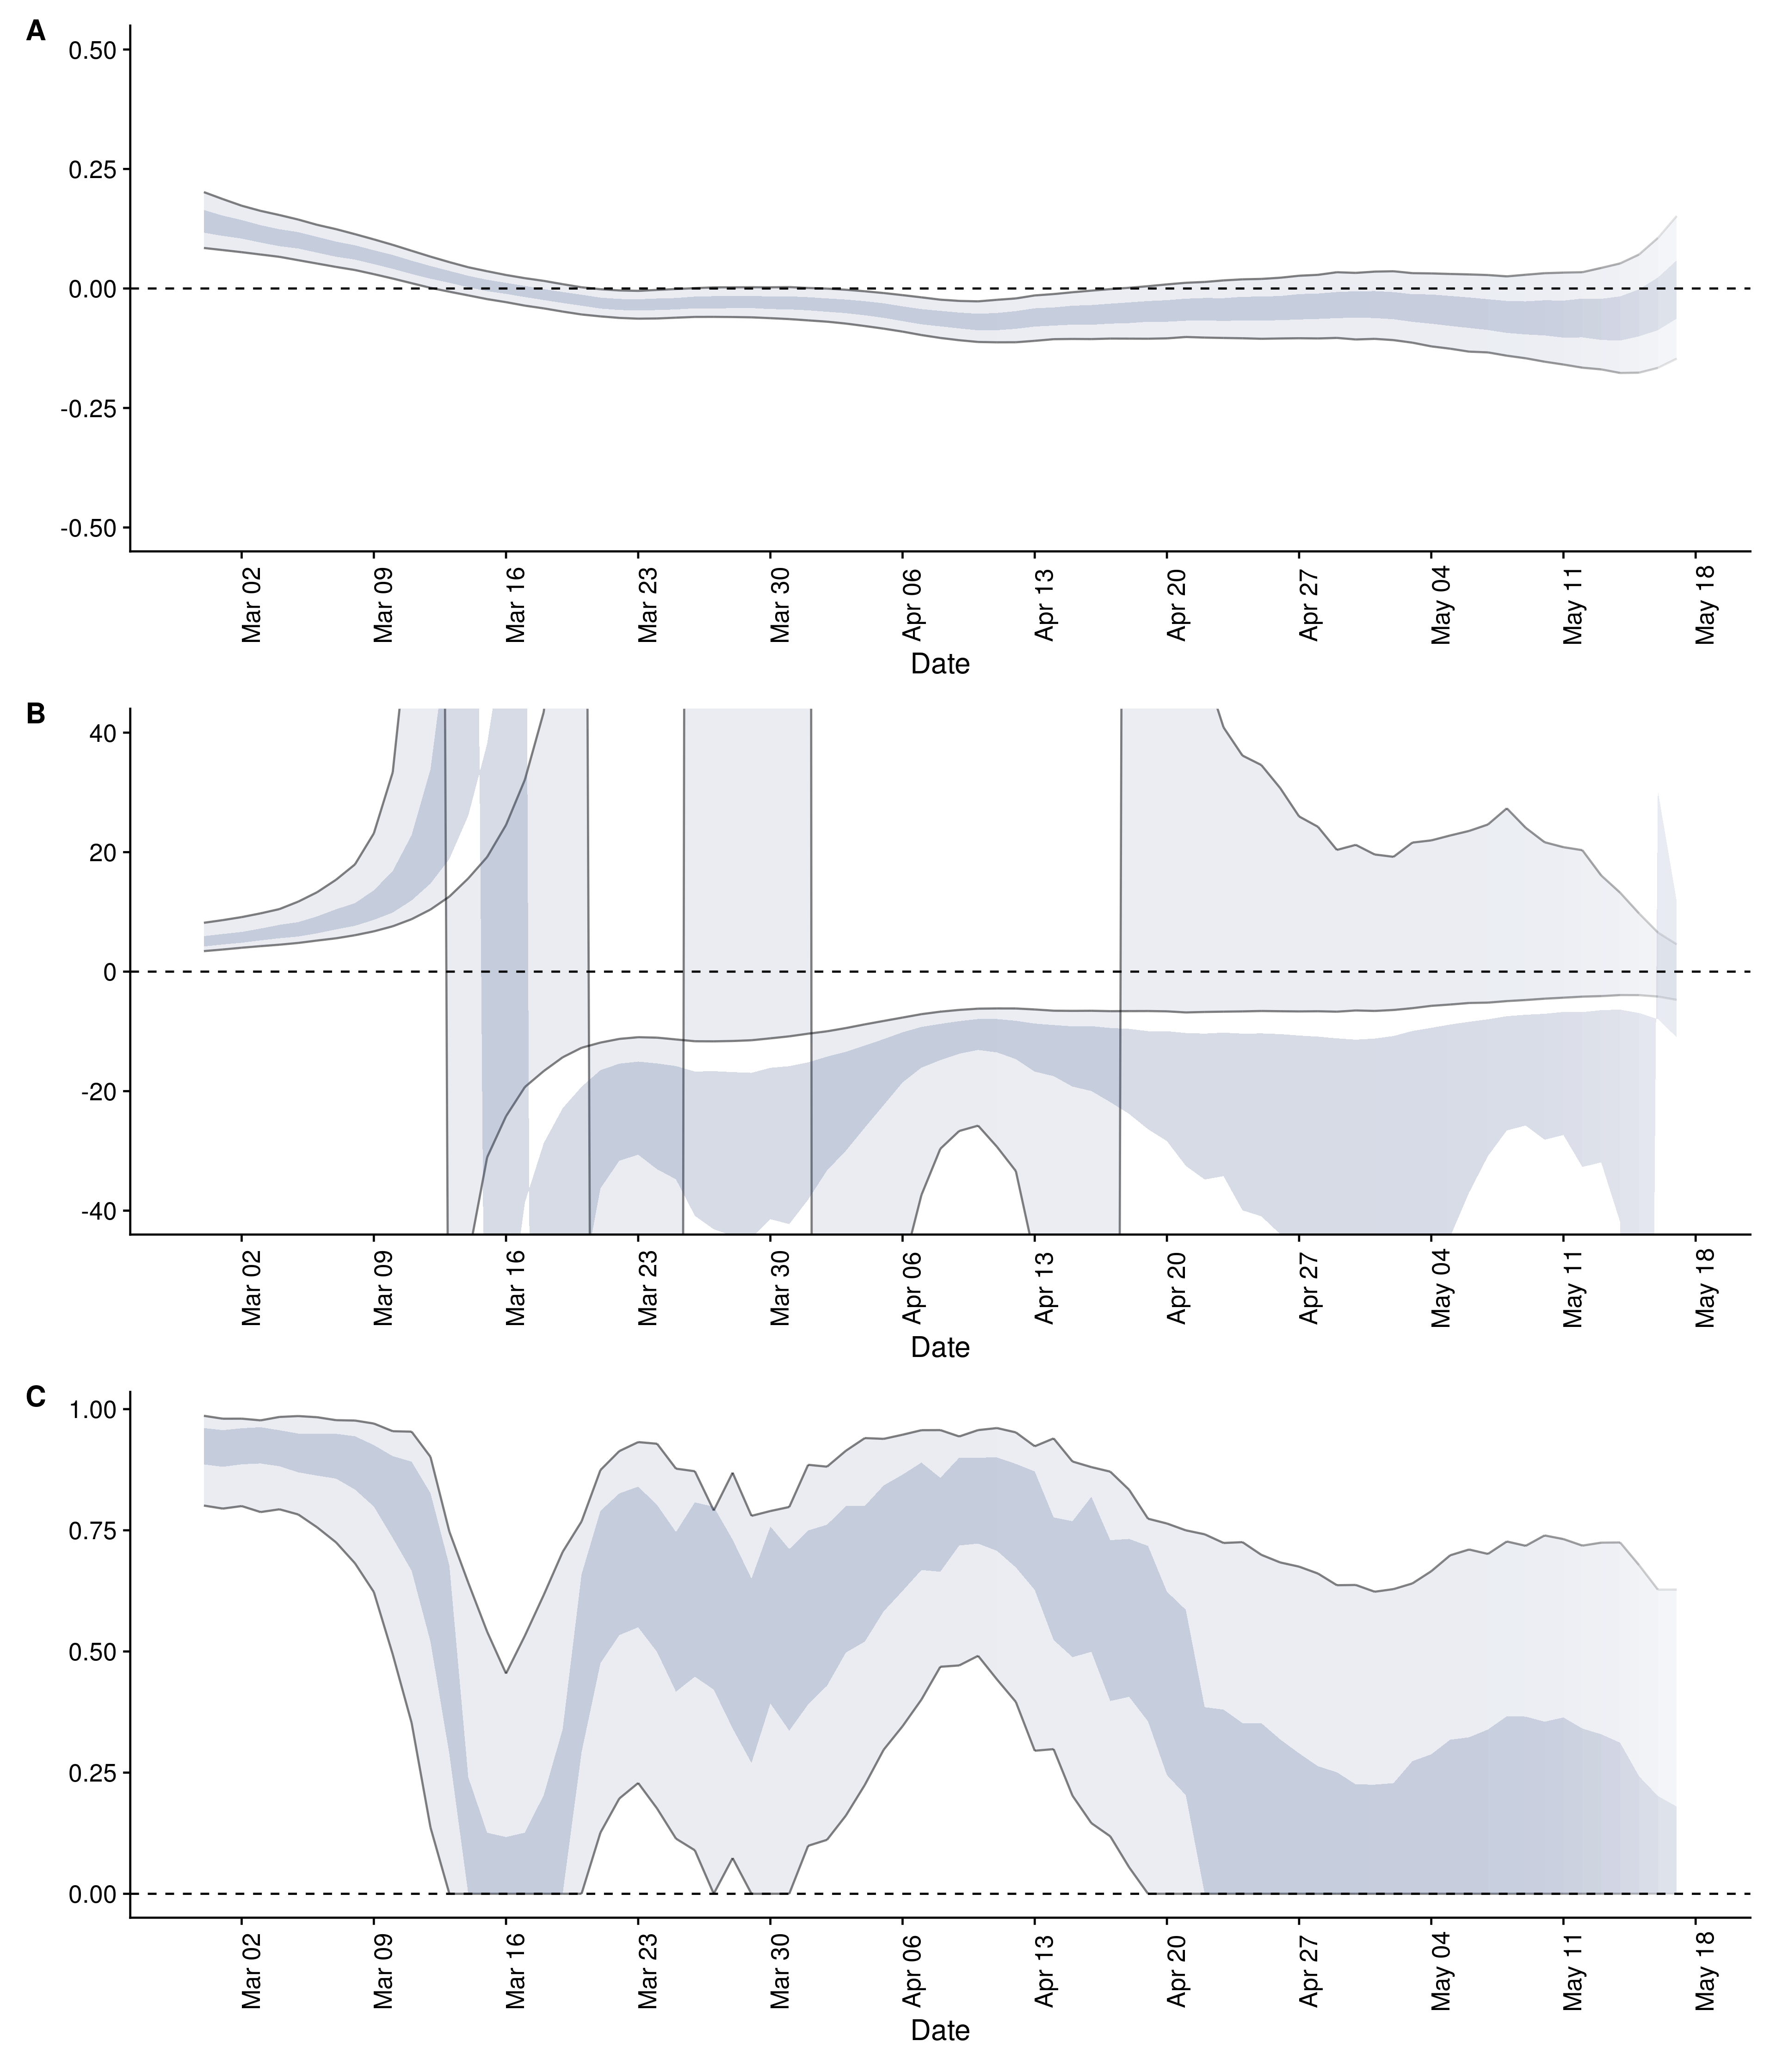 A
0.50
0.25
0.00
-0.25
-0.50
Mar 02
Mar 09
Mar 16
Mar 23
Mar 30
Apr 06
Apr 13
Apr 20
Apr 27
May 04
May 11
May 18
Date
B
40
20
0
-20
-40
Mar 02
Mar 09
Mar 16
Mar 23
Mar 30
Apr 06
Apr 13
Apr 20
Apr 27
May 04
May 11
May 18
Date
C
1.00
0.75
0.50
0.25
0.00
Mar 02
Mar 09
Mar 16
Mar 23
Mar 30
Apr 06
Apr 13
Apr 20
Apr 27
May 04
May 11
May 18
Date